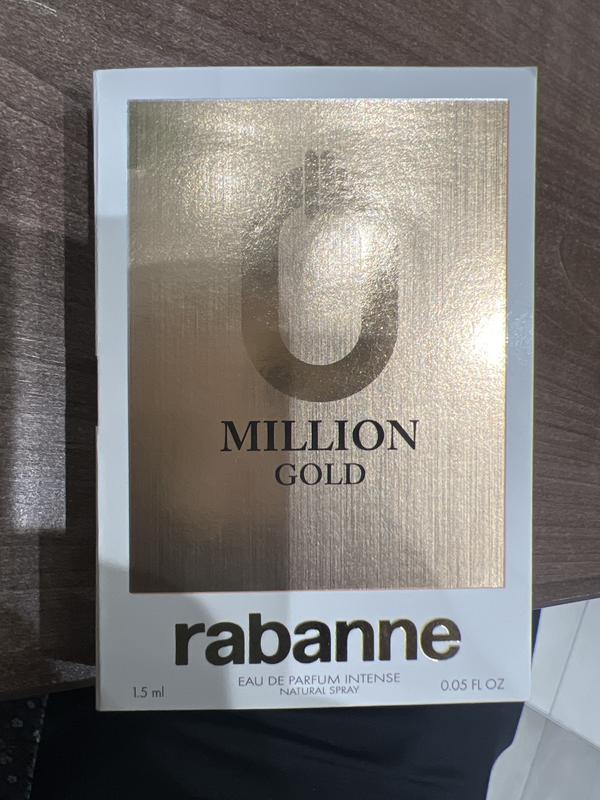 MILLION
GOLD
rabanne
EAU DE PARFUM INTENSE
NATURAL SPRAY
1.5 ml
0.05 FL OZ